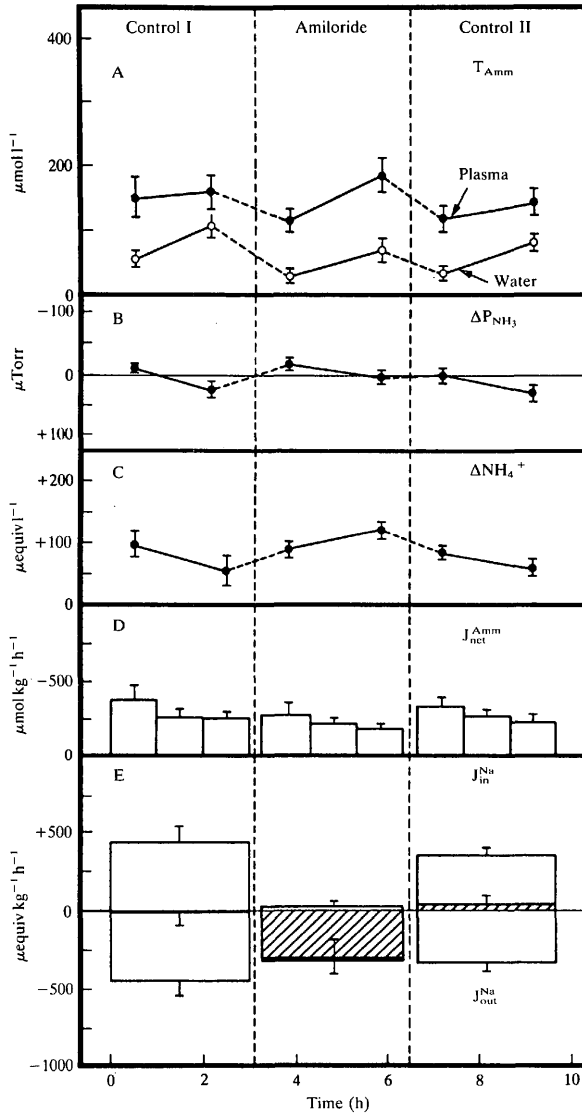 Control I Amiloride Control II
A T_Amm
400
200
0
μmol l⁻¹
Plasma
Water
B ΔP_NH₃
−100
0
+100
μTorr
C ΔNH₄⁺
+200
+100
0
μequiv l⁻¹
D J_net^Amm
−500
0
μmol kg⁻¹ h⁻¹
E J_in^Na
+500
0
−500
−1000
μequiv kg⁻¹ h⁻¹
J_out^Na
0 2 4 6 8 10
Time (h)